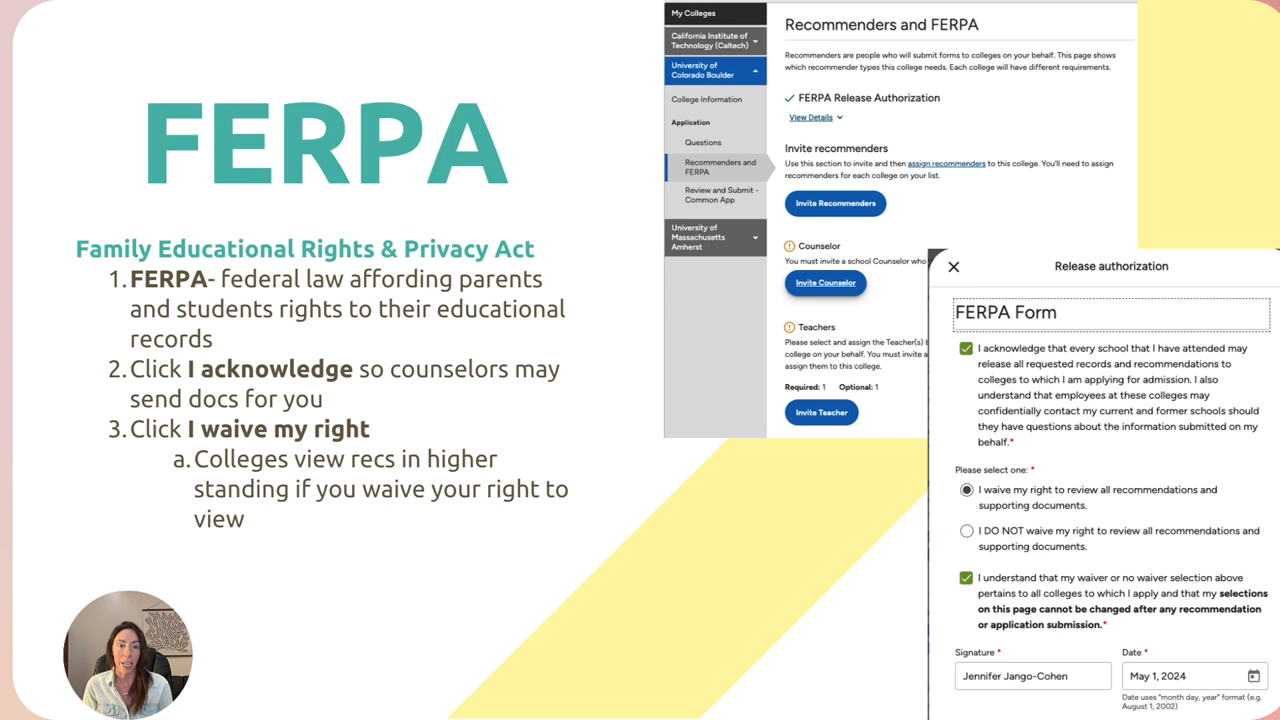 FERPA
Family Educational Rights & Privacy Act
1. FERPA- federal law affording parents
and students rights to their educational
records
2. Click I acknowledge so counselors may
send docs for you
3. Click I waive my right
a. Colleges view recs in higher
standing if you waive your right to
view
My Colleges
California Institute of
Technology (Caltech)
University of
Colorado Boulder
College Information
Application
Questions
Recommenders and
FERPA
Review and Submit -
Common App
University of
Massachusetts
Amherst
Recommenders and FERPA
Recommenders are people who will submit forms to colleges on your behalf. This page shows
which recommender types this college needs. Each college will have different requirements.
FERPA Release Authorization
View Details
Invite recommenders
Use this section to invite and then assign recommenders to this college. You'll need to assign
recommenders for each college on your list.
Invite Recommenders
Counselor
You must invite a school Counselor who
Invite Counselor
Teachers
Please select and assign the Teacher(s)
college on your behalf. You must invite a
assign them to this college.
Required: 1 Optional: 1
Invite Teacher
Release authorization
FERPA Form
I acknowledge that every school that I have attended may
release all requested records and recommendations to
colleges to which I am applying for admission. I also
understand that employees at these colleges may
confidentially contact my current and former schools should
they have questions about the information submitted on my
behalf.*
Please select one: *
I waive my right to review all recommendations and
supporting documents.
I DO NOT waive my right to review all recommendations and
supporting documents.
I understand that my waiver or no waiver selection above
pertains to all colleges to which I apply and that my selections
on this page cannot be changed after any recommendation
or application submission.*
Signature *
Date *
Jennifer Jango-Cohen
May 1, 2024
Date uses "month day, year" format (e.g.
August 1, 2002)